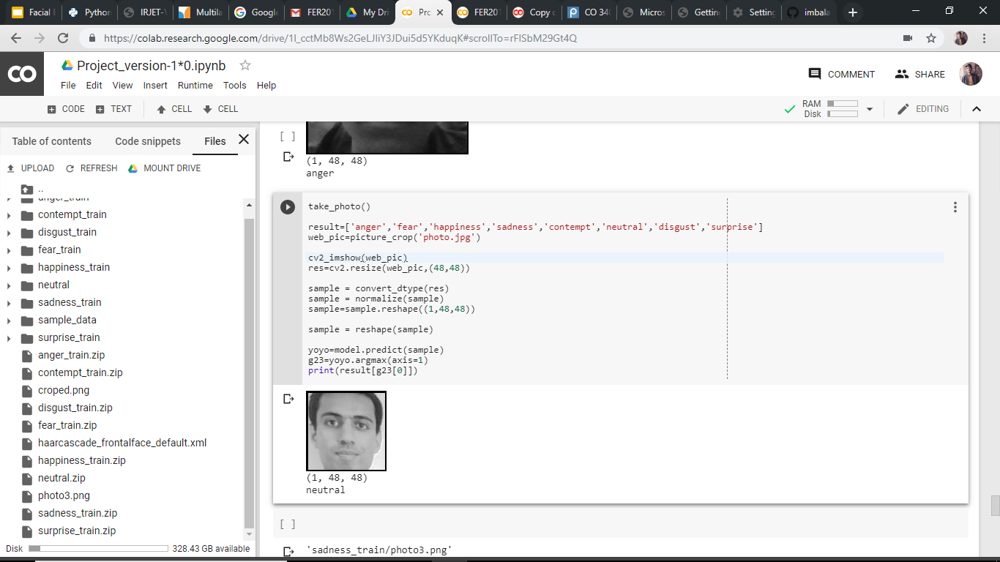 Facial E
Python
IRJET-V
Multila
Google
FER201
My Dri
Pro
FER201
Copy o
CO 340
Micros
Getting
Setting
imbala
https://colab.research.google.com/drive/1I_cctMb8Ws2GeLJIiY3JDui5d5YKduqK#scrollTo=rFISbM29Gt4Q
CO
Project_version-1*0.ipynb
File Edit View Insert Runtime Tools Help
COMMENT
SHARE
CODE TEXT CELL CELL
RAM
Disk
EDITING
Table of contents Code snippets Files
UPLOAD REFRESH MOUNT DRIVE
..
anger_train
contempt_train
disgust_train
fear_train
happiness_train
neutral
sadness_train
sample_data
surprise_train
anger_train.zip
contempt_train.zip
croped.png
disgust_train.zip
fear_train.zip
haarcascade_frontalface_default.xml
happiness_train.zip
neutral.zip
photo3.png
sadness_train.zip
surprise_train.zip
Disk 328.43 GB available
[ ]
(1, 48, 48)
anger
take_photo()
result=['anger','fear','happiness','sadness','contempt','neutral','disgust','surprise']
web_pic=picture_crop('photo.jpg')
cv2_imshow(web_pic)
res=cv2.resize(web_pic,(48,48))
sample = convert_dtype(res)
sample = normalize(sample)
sample=sample.reshape((1,48,48))
sample = reshape(sample)
yoyo=model.predict(sample)
g23=yoyo.argmax(axis=1)
print(result[g23[0]])
(1, 48, 48)
neutral
[ ]
'sadness_train/photo3.png'